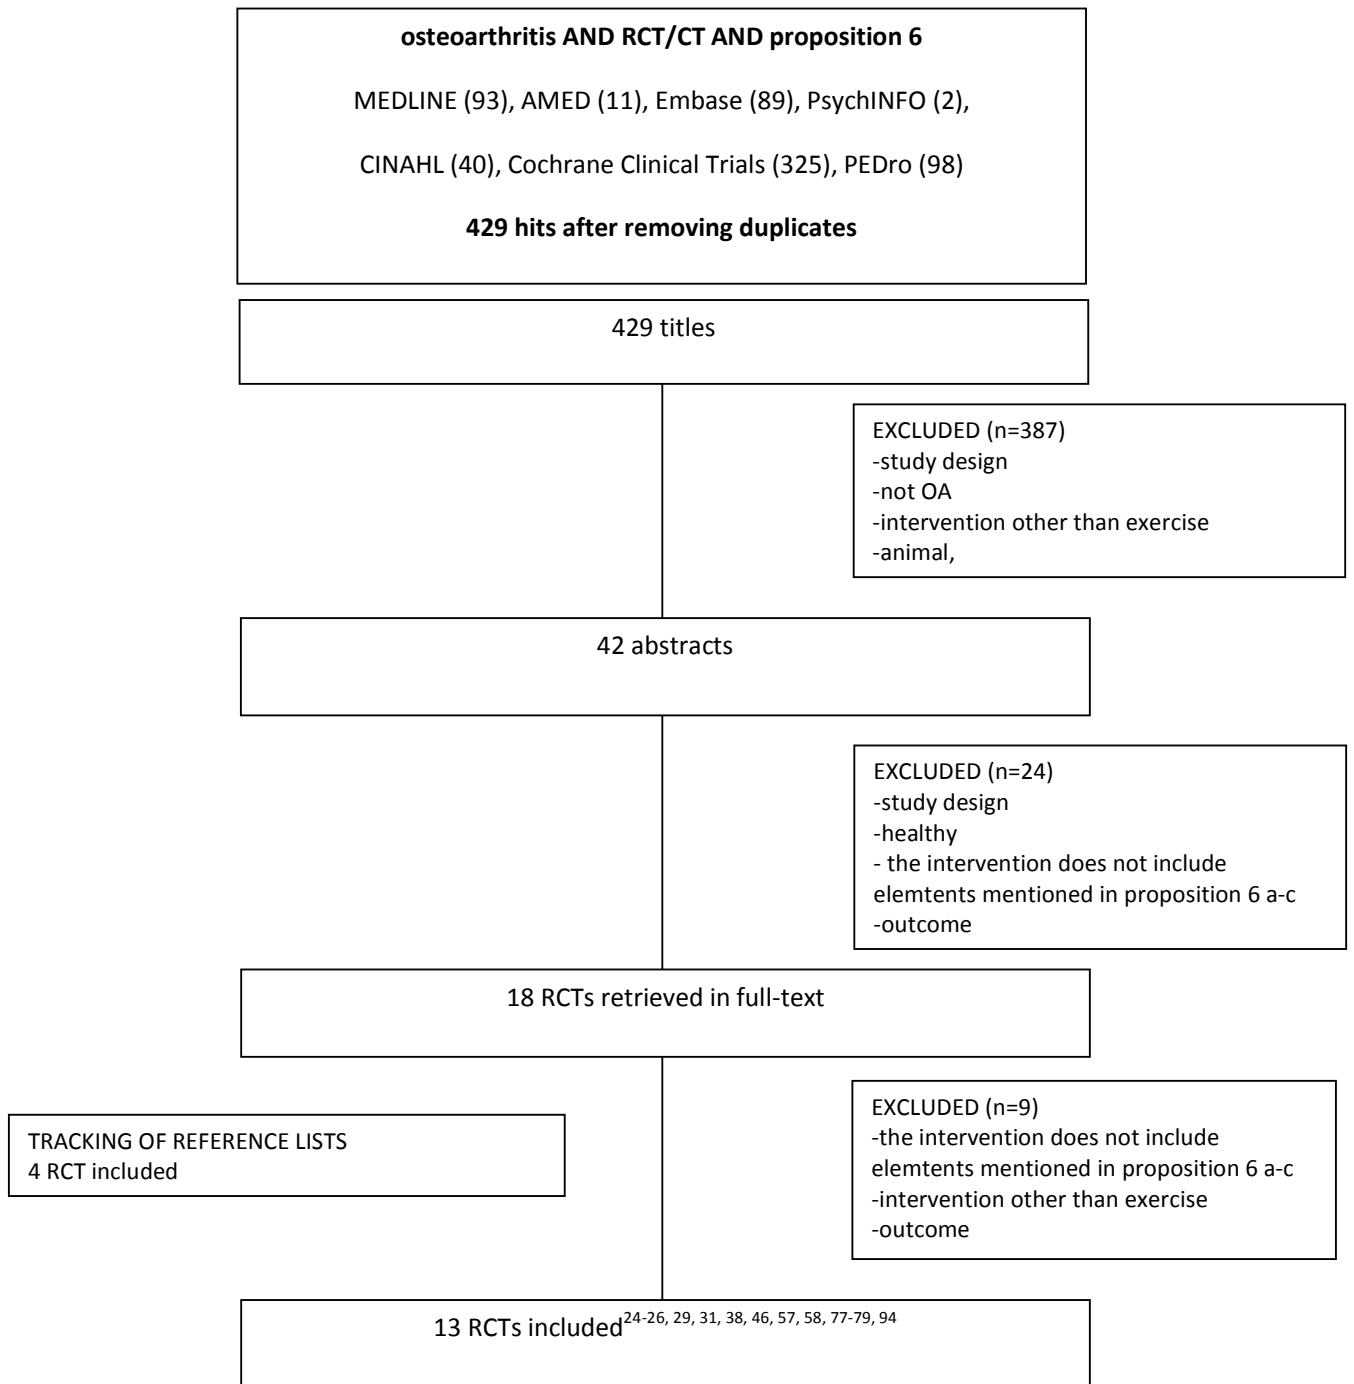 osteoarthritis AND RCT/CT AND proposition 6
MEDLINE (93), AMED (11), Embase (89), PsychINFO (2),
CINAHL (40), Cochrane Clinical Trials (325), PEDro (98)
429 hits after removing duplicates
429 titles
EXCLUDED (n=387)
-study design
-not OA
-intervention other than exercise
-animal,
42 abstracts
EXCLUDED (n=24)
-study design
-healthy
- the intervention does not include
elemtents mentioned in proposition 6 a-c
-outcome
18 RCTs retrieved in full-text
TRACKING OF REFERENCE LISTS
4 RCT included
EXCLUDED (n=9)
-the intervention does not include
elemtents mentioned in proposition 6 a-c
-intervention other than exercise
-outcome
13 RCTs included24-26, 29, 31, 38, 46, 57, 58, 77-79, 94